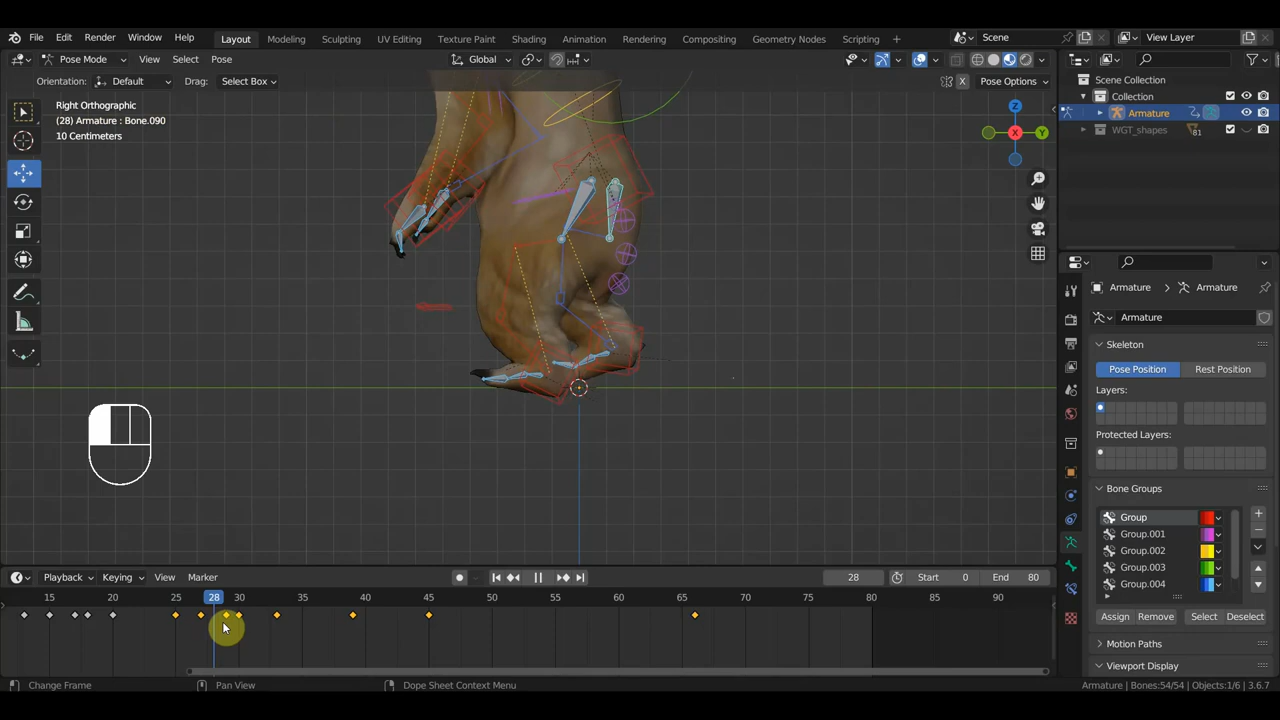 File Edit Render Window Help Layout Modeling Sculpting UV Editing Texture Paint Shading Animation Rendering Compositing Geometry Nodes Scripting + Scene View Layer
Pose Mode View Select Pose Global X Pose Options
Orientation: Default Drag: Select Box
Right Orthographic
(28) Armature : Bone.090
10 Centimeters
Z
X
Y
Scene Collection
Collection
Armature
WGT_shapes 81
Armature > Armature
Armature
Skeleton
Pose Position Rest Position
Layers:
Protected Layers:
Bone Groups
Group
Group.001
Group.002
Group.003
Group.004
Assign Remove Select Deselect
Motion Paths
Viewport Display
Playback Keying View Marker 28 Start 0 End 80
15 20 25 28 30 35 40 45 50 55 60 65 70 75 80 85 90
Change Frame Pan View Dope Sheet Context Menu Armature | Bones:54/54 | Objects:1/6 | 3.6.7